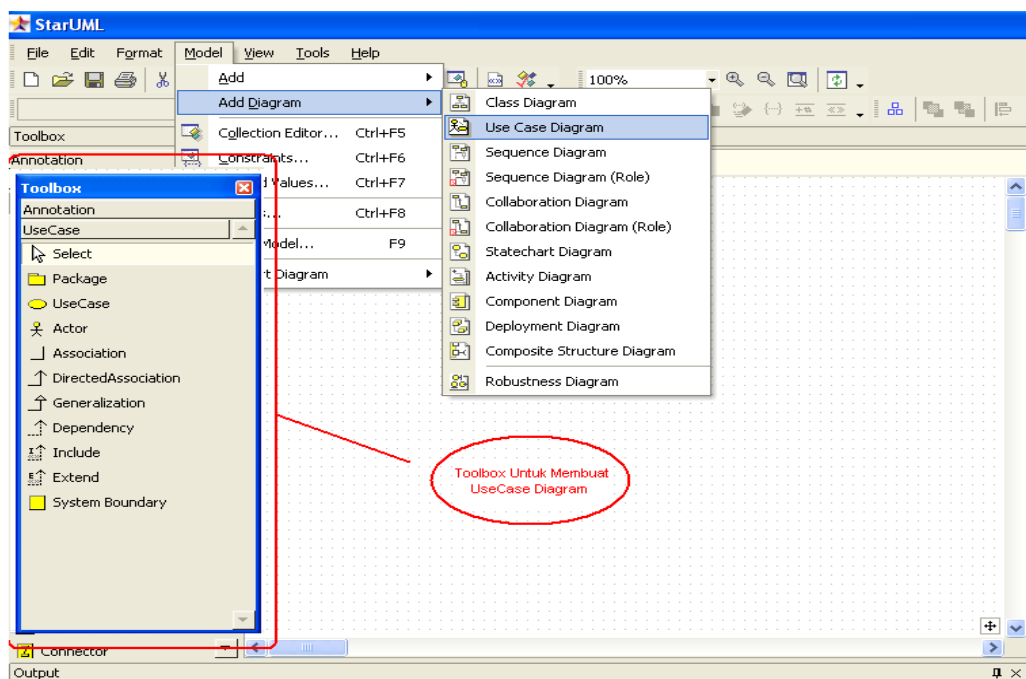 StarUML
File Edit Format Model View Tools Help
100%
Add
Add Diagram
Collection Editor... Ctrl+F5
Constraints... Ctrl+F6
Values... Ctrl+F7
Ctrl+F8
Model... F9
Diagram
Class Diagram
Use Case Diagram
Sequence Diagram
Sequence Diagram (Role)
Collaboration Diagram
Collaboration Diagram (Role)
Statechart Diagram
Activity Diagram
Component Diagram
Deployment Diagram
Composite Structure Diagram
Robustness Diagram
Toolbox
Annotation
Toolbox
Annotation
UseCase
Select
Package
UseCase
Actor
Association
DirectedAssociation
Generalization
Dependency
Include
Extend
System Boundary
Toolbox Untuk Membuat
UseCase Diagram
Connector
Output